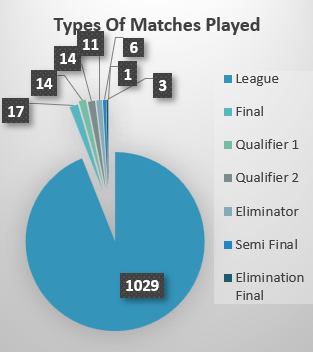 Types Of Matches Played
11
6
14
14
1
3
17
1029
League
Final
Qualifier 1
Qualifier 2
Eliminator
Semi Final
Elimination
Final